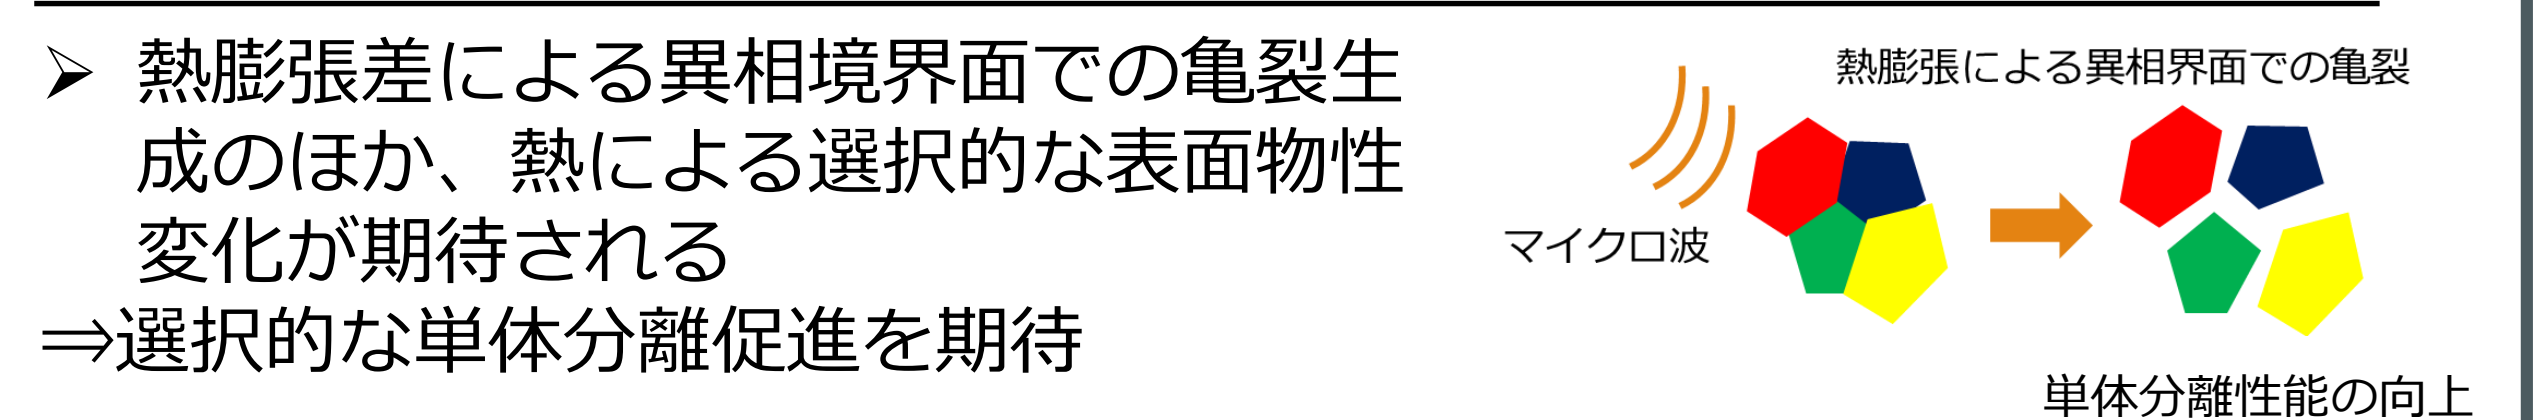 ➢ 熱膨張差による異相境界面での亀裂生
成のほか、熱による選択的な表面物性
変化が期待される
⇒選択的な単体分離促進を期待
熱膨張による異相界面での亀裂
マイクロ波
単体分離性能の向上